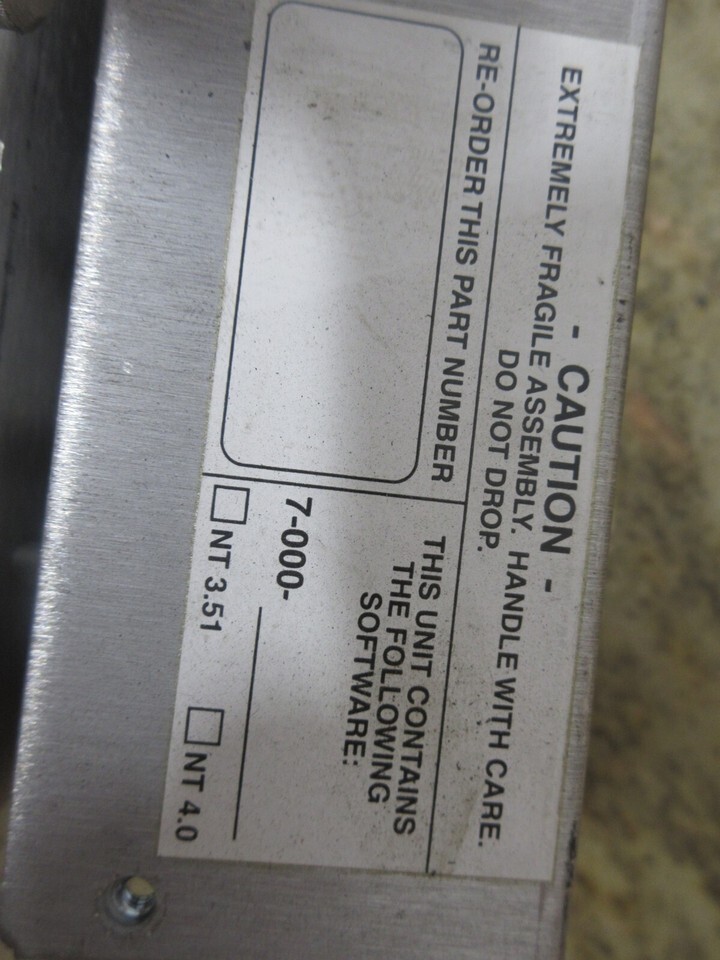 - CAUTION -
EXTREMELY FRAGILE ASSEMBLY. HANDLE WITH CARE.
DO NOT DROP.
RE-ORDER THIS PART NUMBER
THIS UNIT CONTAINS
THE FOLLOWING
SOFTWARE:
7-000-
NT 3.51 NT 4.0